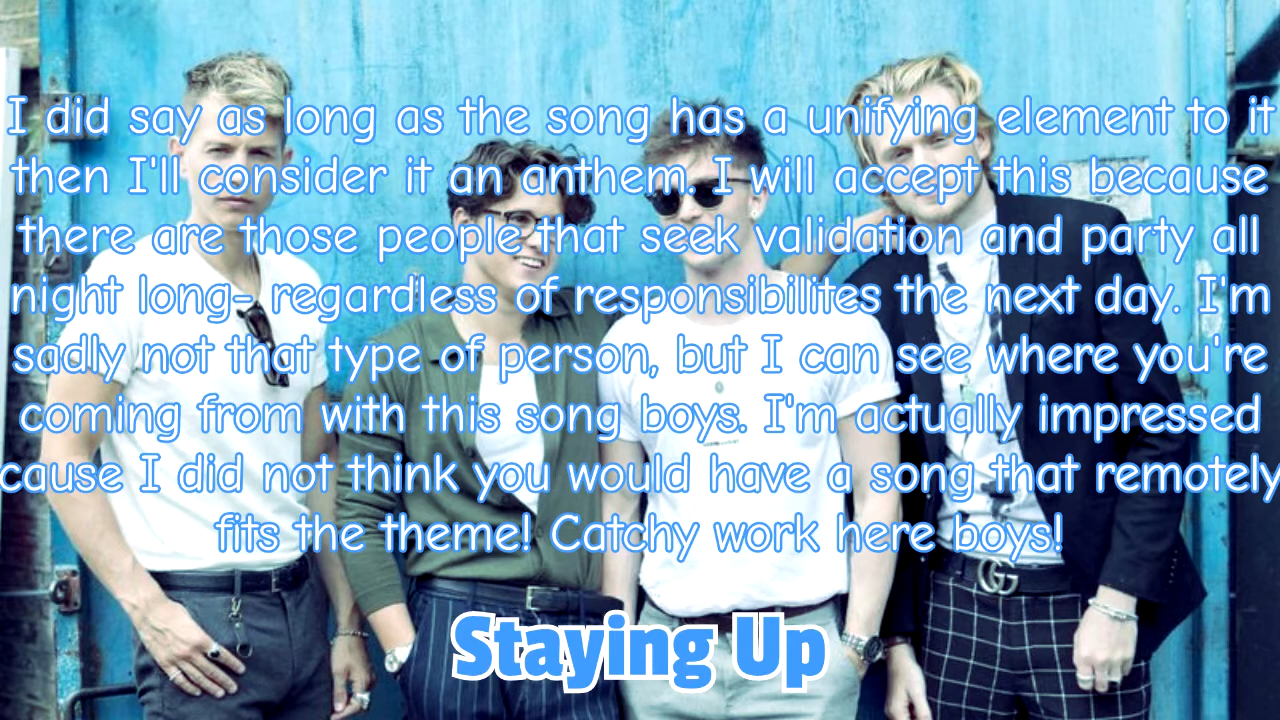 I did say as long as the song has a unifying element to it
then I'll consider it an anthem. I will accept this because
there are those people that seek validation and party all
night long- regardless of responsibilites the next day. I'm
sadly not that type of person, but I can see where you're
coming from with this song boys. I'm actually impressed
cause I did not think you would have a song that remotely
fits the theme! Catchy work here boys!
Staying Up